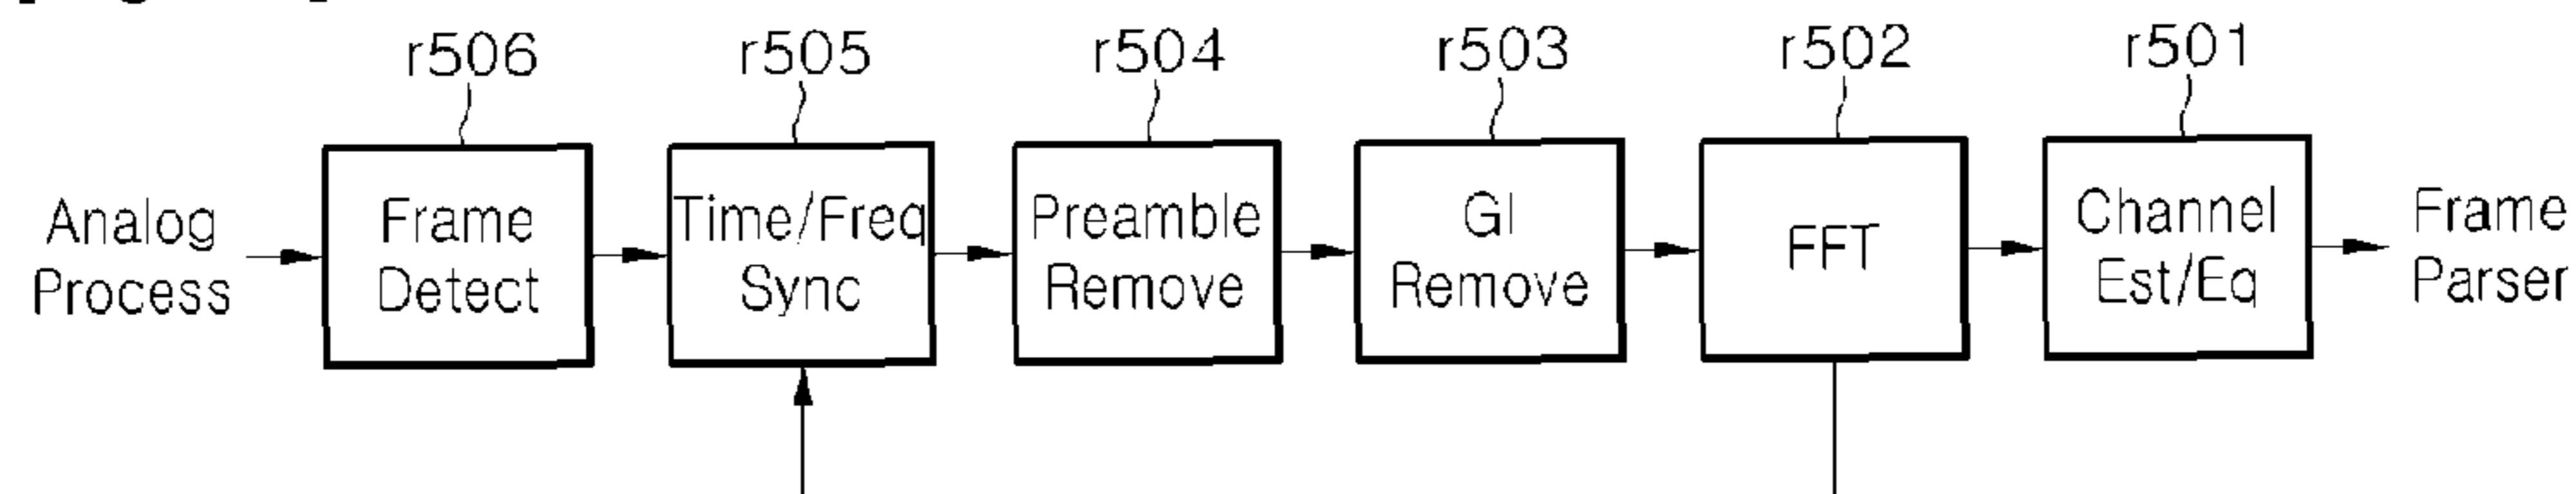 r506 r505 r504 r503 r502 r501
Analog
Process
Frame
Detect
Time/Freq
Sync
Preamble
Remove
GI
Remove
FFT
Channel
Est/Eq
Frame
Parser